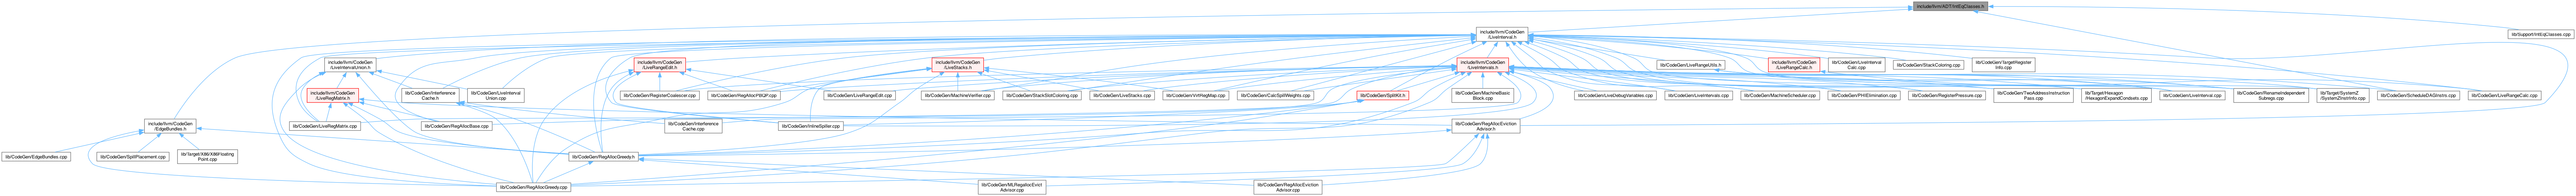 include/llvm/ADT/IntEqClasses.h
include/llvm/CodeGen
/LiveInterval.h
lib/Support/IntEqClasses.cpp
include/llvm/CodeGen
/LiveIntervalUnion.h
include/llvm/CodeGen
/LiveRangeEdit.h
include/llvm/CodeGen
/LiveStacks.h
include/llvm/CodeGen
/LiveIntervals.h
lib/CodeGen/LiveRangeUtils.h
include/llvm/CodeGen
/LiveRangeCalc.h
lib/CodeGen/LiveInterval
Calc.cpp
lib/CodeGen/StackColoring.cpp
lib/CodeGen/TargetRegister
Info.cpp
include/llvm/CodeGen
/LiveRegMatrix.h
lib/CodeGen/Interference
Cache.h
lib/CodeGen/LiveInterval
Union.cpp
lib/CodeGen/RegisterCoalescer.cpp
lib/CodeGen/RegAllocPBQP.cpp
lib/CodeGen/LiveRangeEdit.cpp
lib/CodeGen/MachineVerifier.cpp
lib/CodeGen/StackSlotColoring.cpp
lib/CodeGen/LiveStacks.cpp
lib/CodeGen/VirtRegMap.cpp
lib/CodeGen/CalcSpillWeights.cpp
lib/CodeGen/SplitKit.h
lib/CodeGen/MachineBasic
Block.cpp
lib/CodeGen/LiveDebugVariables.cpp
lib/CodeGen/LiveIntervals.cpp
lib/CodeGen/MachineScheduler.cpp
lib/CodeGen/PHIElimination.cpp
lib/CodeGen/RegisterPressure.cpp
lib/CodeGen/TwoAddressInstruction
Pass.cpp
lib/Target/Hexagon
/HexagonExpandCondsets.cpp
lib/CodeGen/LiveInterval.cpp
lib/CodeGen/RenameIndependent
Subregs.cpp
lib/Target/SystemZ
/SystemZInstrInfo.cpp
lib/CodeGen/ScheduleDAGInstrs.cpp
lib/CodeGen/LiveRangeCalc.cpp
include/llvm/CodeGen
/EdgeBundles.h
lib/CodeGen/LiveRegMatrix.cpp
lib/CodeGen/RegAllocBase.cpp
lib/CodeGen/Interference
Cache.cpp
lib/CodeGen/InlineSpiller.cpp
lib/CodeGen/RegAllocEviction
Advisor.h
lib/CodeGen/EdgeBundles.cpp
lib/CodeGen/SpillPlacement.cpp
lib/Target/X86/X86Floating
Point.cpp
lib/CodeGen/RegAllocGreedy.h
lib/CodeGen/RegAllocGreedy.cpp
lib/CodeGen/MLRegallocEvict
Advisor.cpp
lib/CodeGen/RegAllocEviction
Advisor.cpp